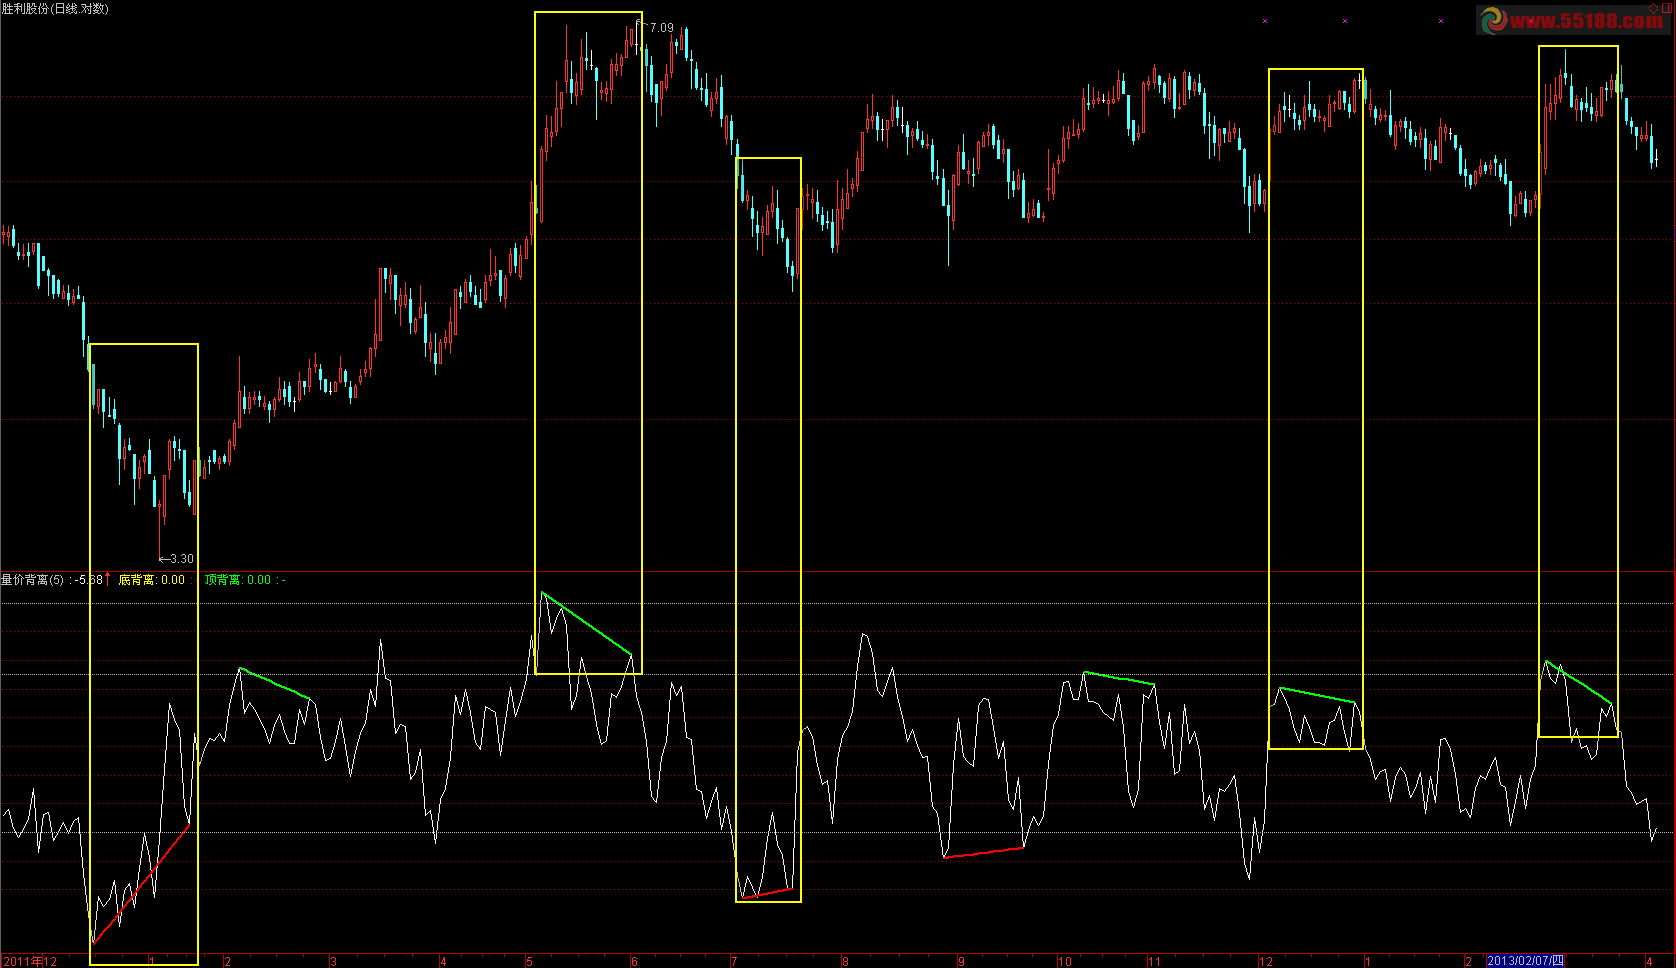 胜利股份(日线.对数)
www.55188.com
7.09
3.30
量价背离(5) :-5.68 底背离: 0.00 : 顶背离: 0.00 :-
2011年12 1 2 3 4 5 6 7 8 9 10 11 12 1 2 2013/02/07/四 4